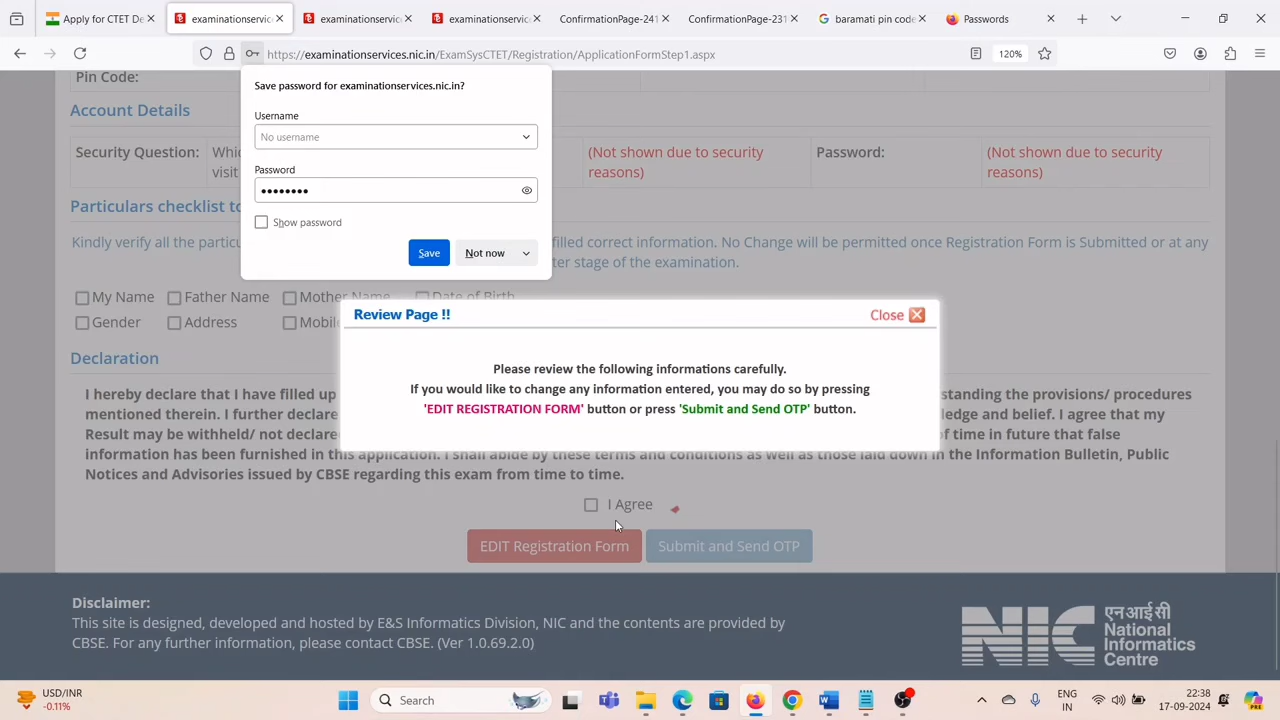 Apply for CTET De
examinationservic
examinationservic
examinationservic
ConfirmationPage-241
ConfirmationPage-231
baramati pin code
Passwords
https://examinationservices.nic.in/ExamSysCTET/Registration/ApplicationFormStep1.aspx
120%
Pin Code:
Save password for examinationservices.nic.in?
Username
No username
Password
Show password
Save
Not now
Account Details
Security Question:
visit
(Not shown due to security
reasons)
Password:
(Not shown due to security
reasons)
Particulars checklist to
Kindly verify all the particu
filled correct information. No Change will be permitted once Registration Form is Submitted or at any
ter stage of the examination.
My Name
Father Name
Mother Name
Date of Birth
Gender
Address
Review Page !!
Close
Please review the following informations carefully.
If you would like to change any information entered, you may do so by pressing
'EDIT REGISTRATION FORM' button or press 'Submit and Send OTP' button.
Declaration
I hereby declare that I have filled up
standing the provisions/ procedures
mentioned therein. I further declare
ledge and belief. I agree that my
Result may be withheld/ not declare
of time in future that false
information has been furnished in this application. I shall abide by these terms and conditions as well as those laid down in the Information Bulletin, Public
Notices and Advisories issued by CBSE regarding this exam from time to time.
I Agree
EDIT Registration Form
Submit and Send OTP
Disclaimer:
This site is designed, developed and hosted by E&S Informatics Division, NIC and the contents are provided by
CBSE. For any further information, please contact CBSE. (Ver 1.0.69.2.0)
NIC
एन आई सी
National
Informatics
Centre
USD/INR
-0.11%
Search
ENG
IN
22:38
17-09-2024